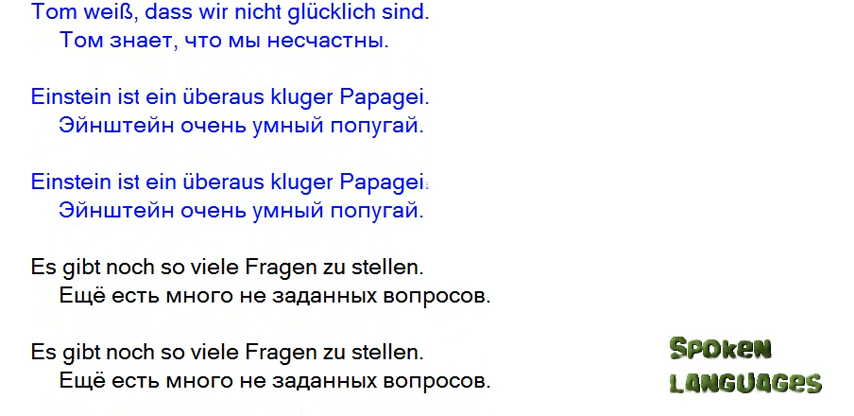 Tom weiß, dass wir nicht glücklich sind.
Том знает, что мы несчастны.
Einstein ist ein überaus kluger Papagei.
Эйнштейн очень умный попугай.
Einstein ist ein überaus kluger Papagei.
Эйнштейн очень умный попугай.
Es gibt noch so viele Fragen zu stellen.
Ещё есть много не заданных вопросов.
Es gibt noch so viele Fragen zu stellen.
Ещё есть много не заданных вопросов.
Spoken
Languages